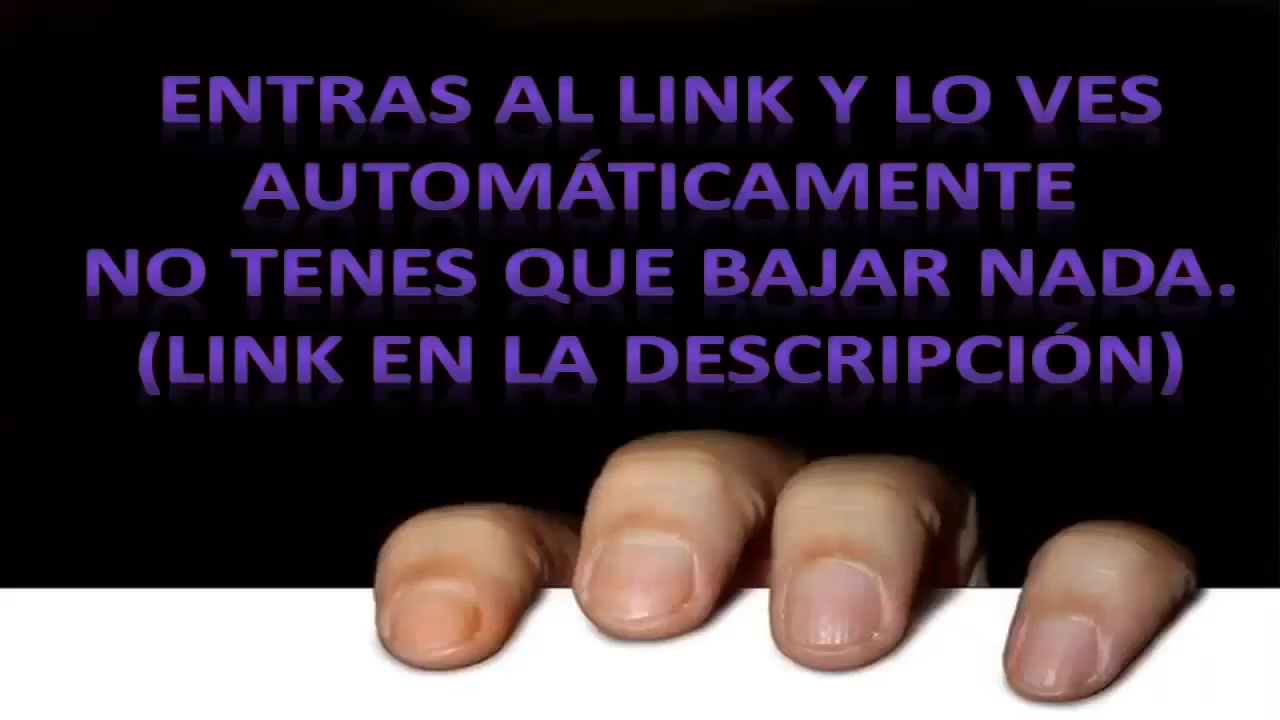 ENTRAS AL LINK Y LO VES
AUTOMÁTICAMENTE
NO TENES QUE BAJAR NADA.
(LINK EN LA DESCRIPCIÓN)